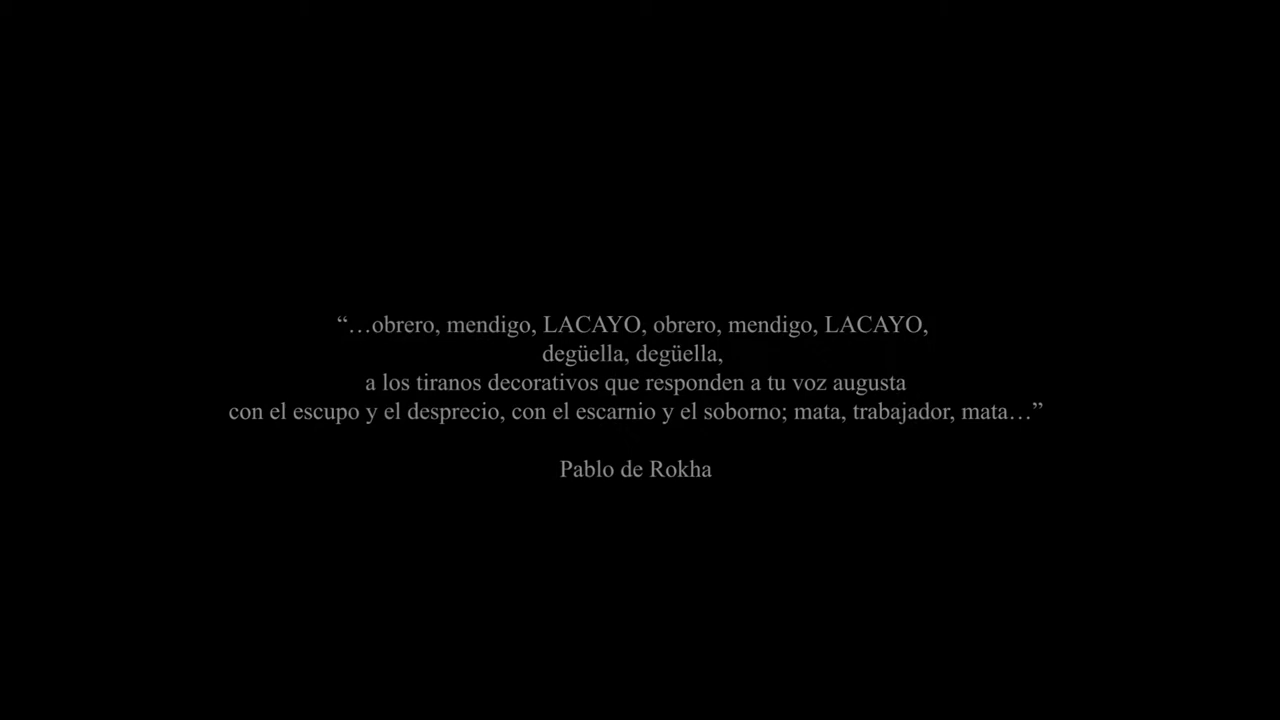 “…obrero, mendigo, LACAYO, obrero, mendigo, LACAYO,
degüella, degüella,
a los tiranos decorativos que responden a tu voz augusta
con el escupo y el desprecio, con el escarnio y el soborno; mata, trabajador, mata…”
Pablo de Rokha